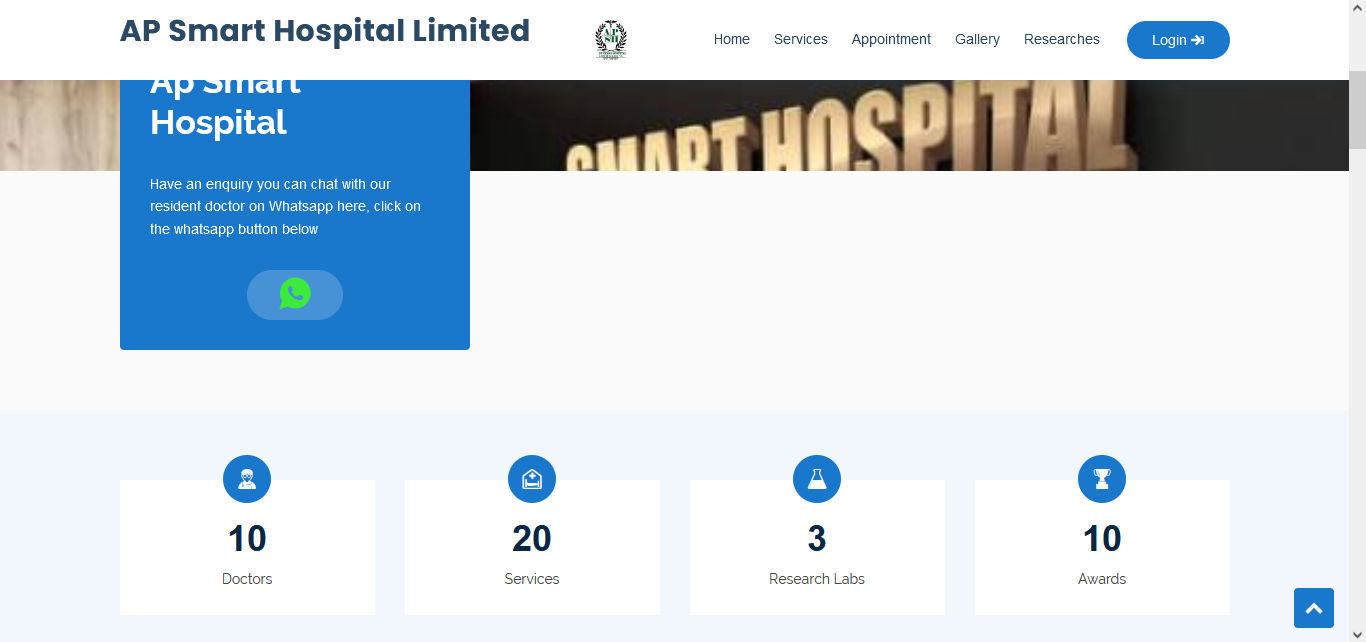 AP Smart Hospital Limited
Home Services Appointment Gallery Researches Login
Ap Smart
Hospital
SMART HOSPITAL
Have an enquiry you can chat with our
resident doctor on Whatsapp here, click on
the whatsapp button below
10
Doctors
20
Services
3
Research Labs
10
Awards